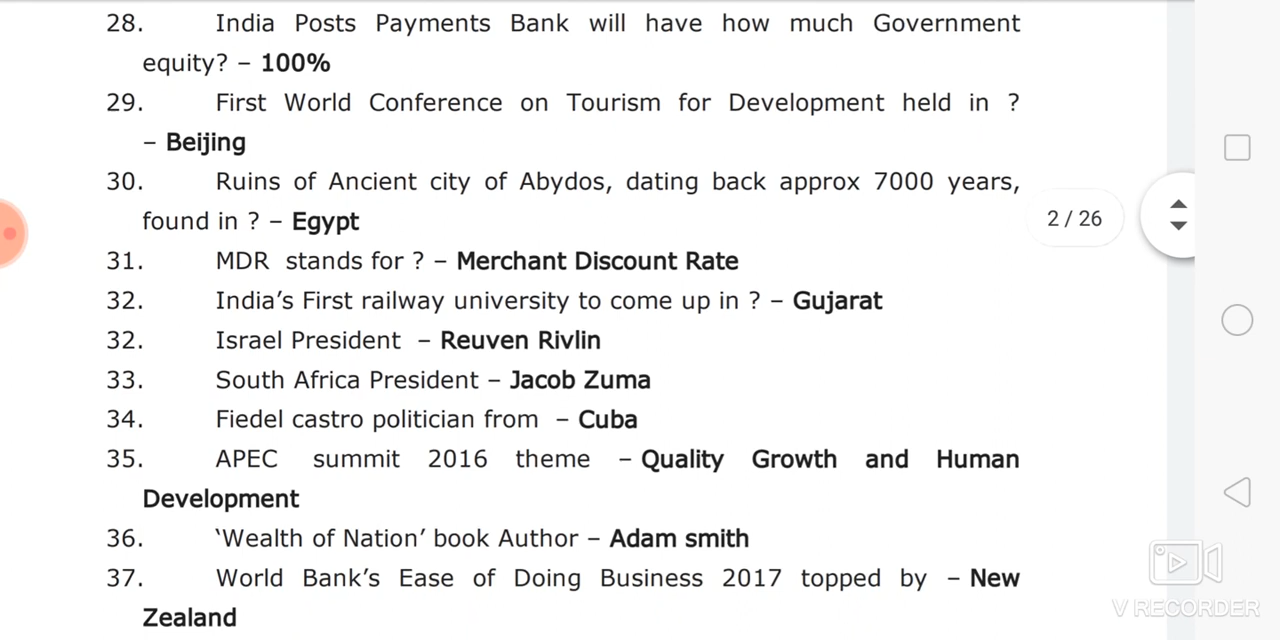 28. India Posts Payments Bank will have how much Government
equity? – 100%
29. First World Conference on Tourism for Development held in ?
– Beijing
30. Ruins of Ancient city of Abydos, dating back approx 7000 years,
found in ? – Egypt
2 / 26
31. MDR stands for ? – Merchant Discount Rate
32. India’s First railway university to come up in ? – Gujarat
32. Israel President – Reuven Rivlin
33. South Africa President – Jacob Zuma
34. Fiedel castro politician from – Cuba
35. APEC summit 2016 theme – Quality Growth and Human
Development
36. ‘Wealth of Nation’ book Author – Adam smith
37. World Bank’s Ease of Doing Business 2017 topped by – New
Zealand
V RECORDER